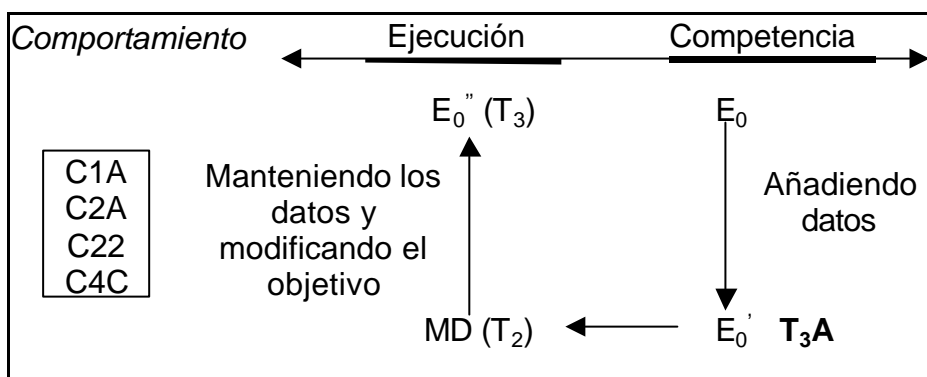 Comportamiento Ejecución Competencia
E₀” (T₃) E₀
C1A
C2A
C22
C4C
Manteniendo los
datos y
modificando el
objetivo
Añadiendo
datos
MD (T₂) E₀’ T₃A